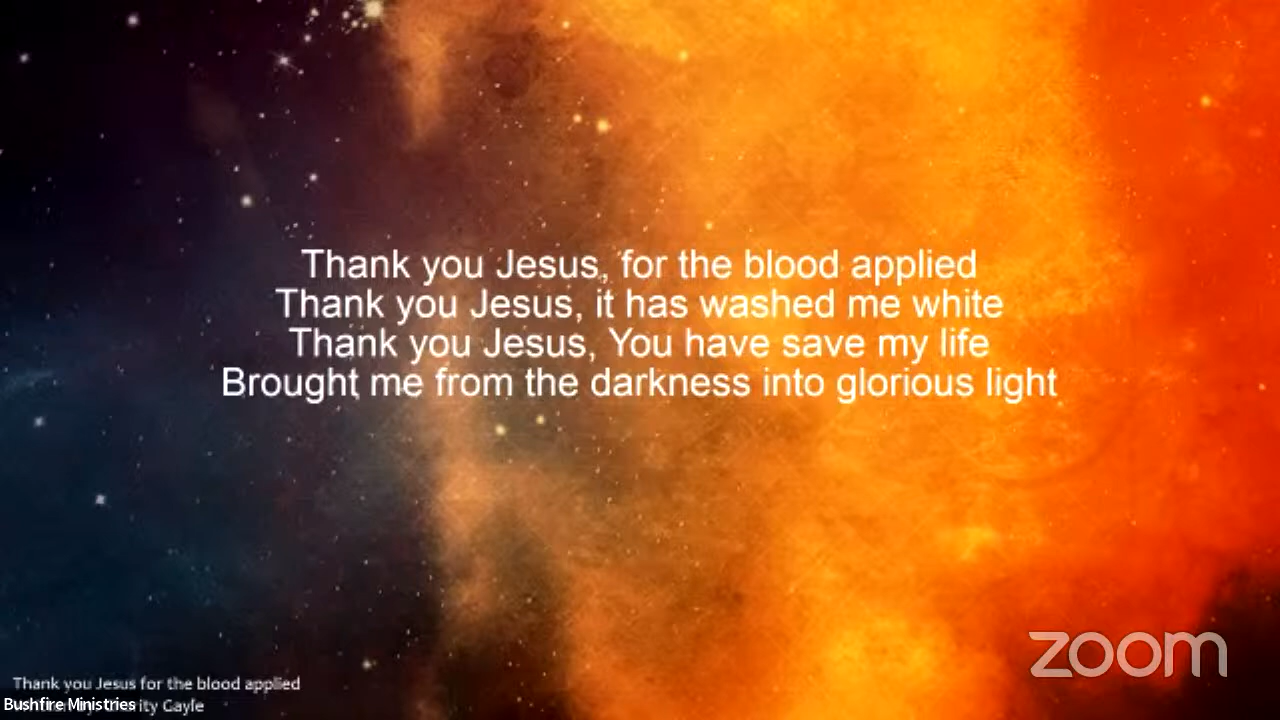 Thank you Jesus, for the blood applied
Thank you Jesus, it has washed me white
Thank you Jesus, You have save my life
Brought me from the darkness into glorious light
zoom
Thank you Jesus for the blood applied
Bushfire Ministries
Gayle